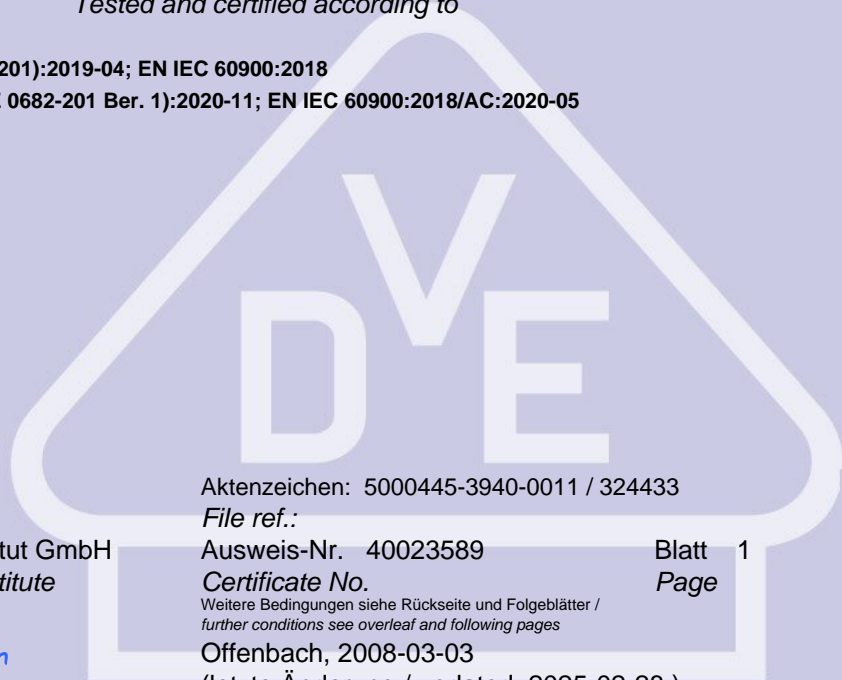 Tested and certified according to
201):2019-04; EN IEC 60900:2018
0682-201 Ber. 1):2020-11; EN IEC 60900:2018/AC:2020-05
DVE
Aktenzeichen: 5000445-3940-0011 / 324433
File ref.:
tut GmbH Ausweis-Nr. 40023589 Blatt 1
titute Certificate No. Page
Weitere Bedingungen siehe Rückseite und Folgeblätter /
further conditions see overleaf and following pages
Offenbach, 2008-03-03